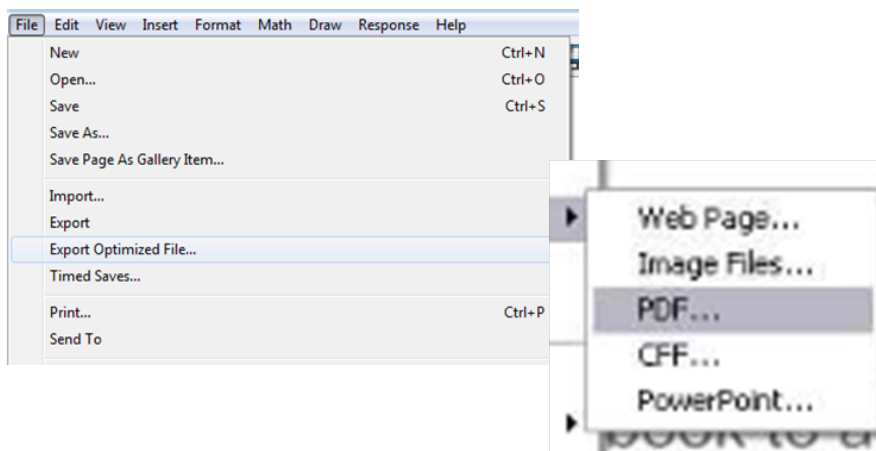 File Edit View Insert Format Math Draw Response Help
New Ctrl+N
Open... Ctrl+O
Save Ctrl+S
Save As...
Save Page As Gallery Item...
Import...
Export
Export Optimized File...
Timed Saves...
Print... Ctrl+P
Send To
Web Page...
Image Files...
PDF...
CFF...
PowerPoint...
book to a